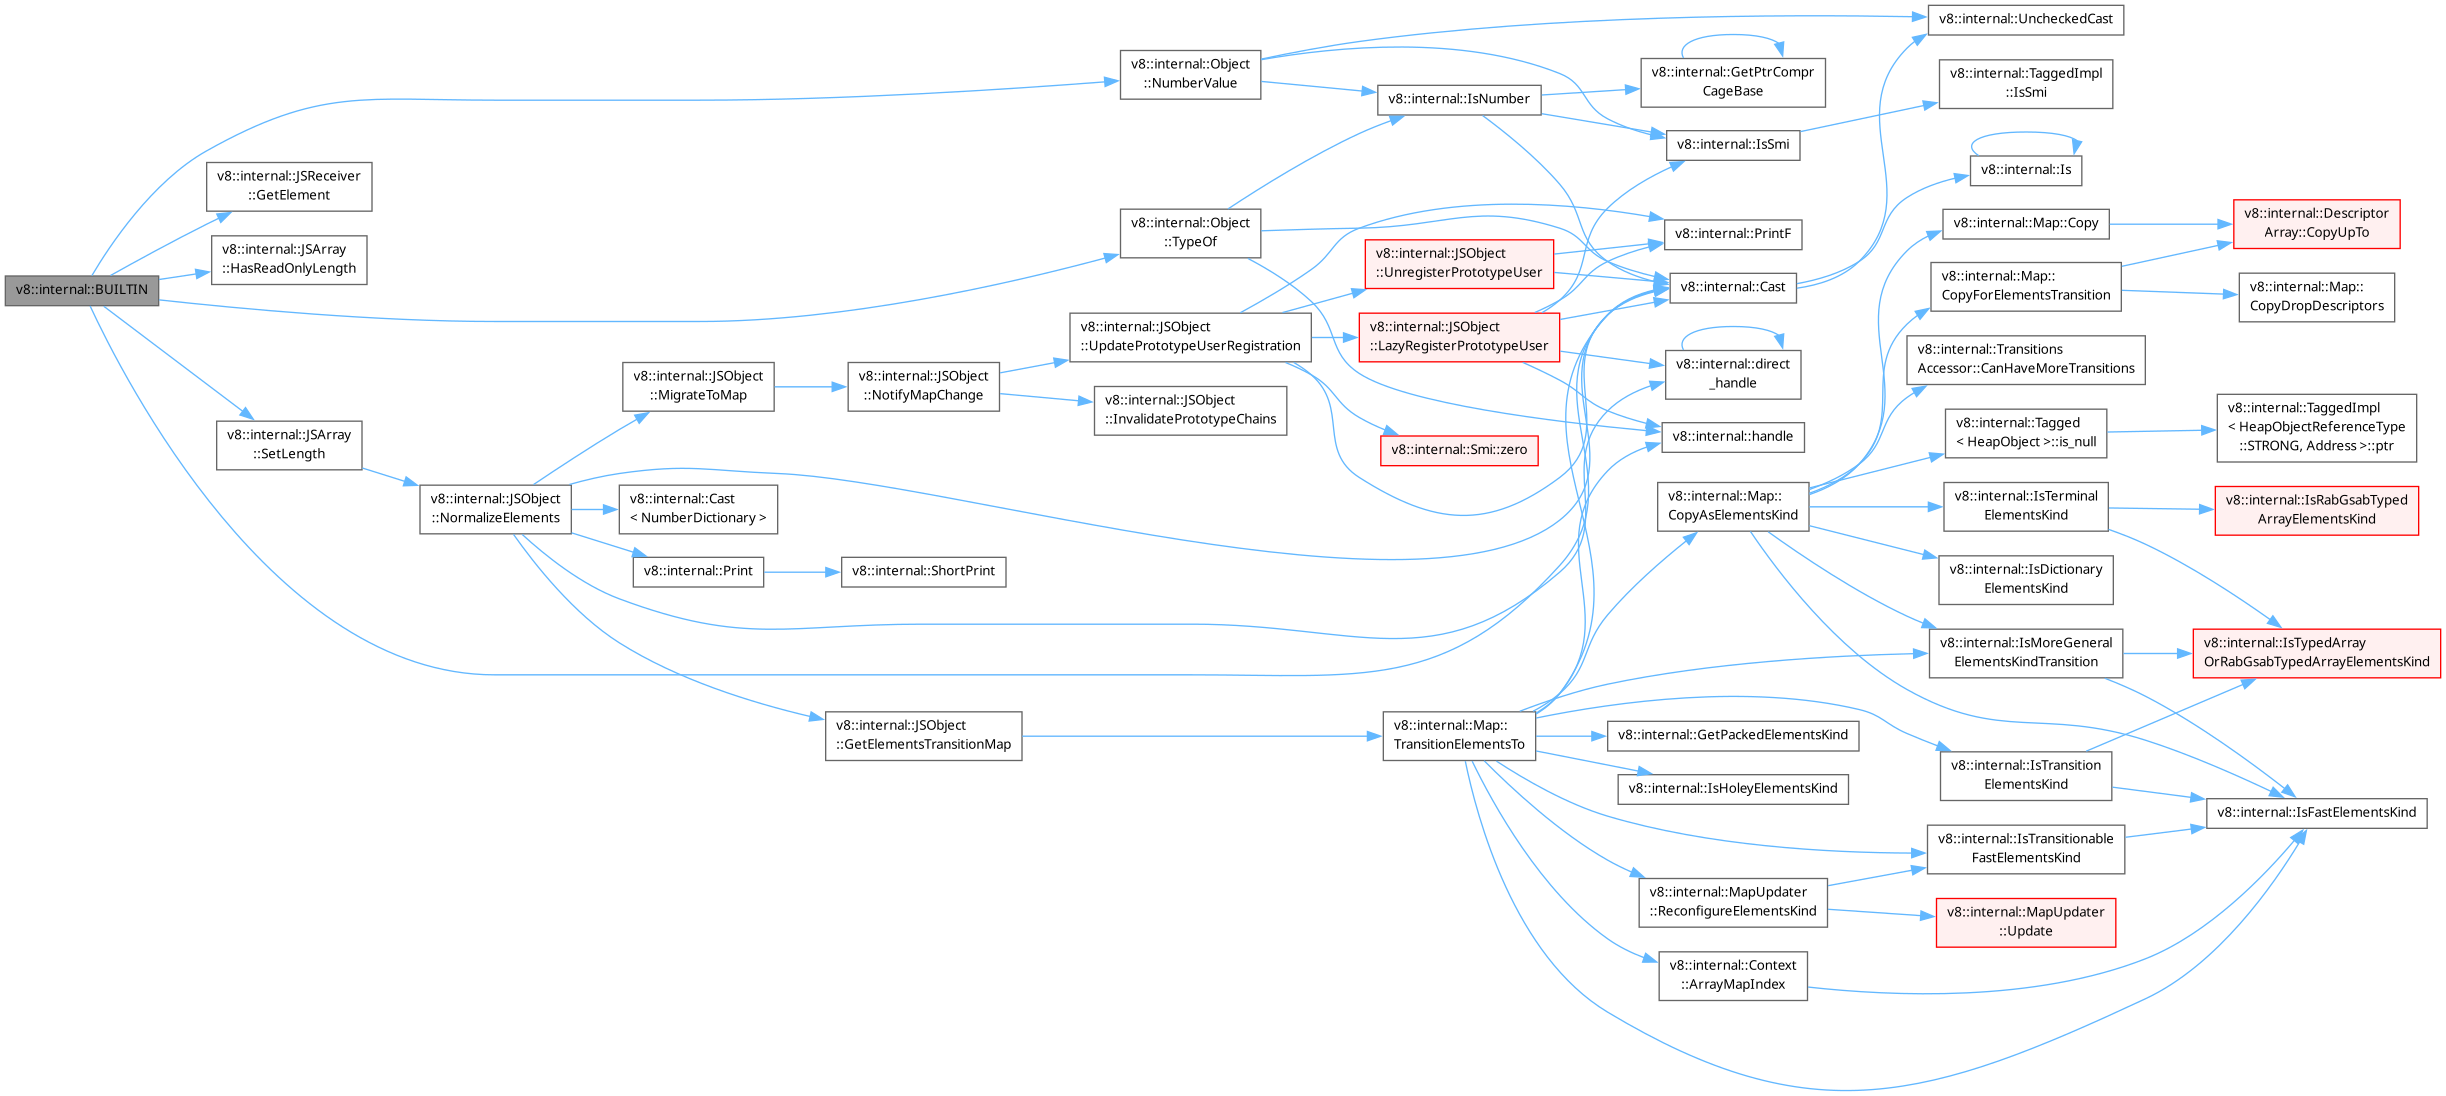 v8::internal::BUILTIN
v8::internal::JSReceiver
::GetElement
v8::internal::JSArray
::HasReadOnlyLength
v8::internal::JSArray
::SetLength
v8::internal::JSObject
::NormalizeElements
v8::internal::JSObject
::MigrateToMap
v8::internal::Cast
< NumberDictionary >
v8::internal::Print
v8::internal::ShortPrint
v8::internal::JSObject
::NotifyMapChange
v8::internal::JSObject
::GetElementsTransitionMap
v8::internal::Object
::NumberValue
v8::internal::Object
::TypeOf
v8::internal::JSObject
::UpdatePrototypeUserRegistration
v8::internal::JSObject
::InvalidatePrototypeChains
v8::internal::IsNumber
v8::internal::JSObject
::UnregisterPrototypeUser
v8::internal::JSObject
::LazyRegisterPrototypeUser
v8::internal::Smi::zero
v8::internal::Map::
TransitionElementsTo
v8::internal::GetPtrCompr
CageBase
v8::internal::IsSmi
v8::internal::PrintF
v8::internal::Cast
v8::internal::direct
_handle
v8::internal::handle
v8::internal::Map::
CopyAsElementsKind
v8::internal::GetPackedElementsKind
v8::internal::IsHoleyElementsKind
v8::internal::MapUpdater
::ReconfigureElementsKind
v8::internal::Context
::ArrayMapIndex
v8::internal::UncheckedCast
v8::internal::TaggedImpl
::IsSmi
v8::internal::Is
v8::internal::Map::Copy
v8::internal::Map::
CopyForElementsTransition
v8::internal::Transitions
Accessor::CanHaveMoreTransitions
v8::internal::Tagged
< HeapObject >::is_null
v8::internal::IsTerminal
ElementsKind
v8::internal::IsDictionary
ElementsKind
v8::internal::IsMoreGeneral
ElementsKindTransition
v8::internal::IsTransition
ElementsKind
v8::internal::IsTransitionable
FastElementsKind
v8::internal::MapUpdater
::Update
v8::internal::Descriptor
Array::CopyUpTo
v8::internal::Map::
CopyDropDescriptors
v8::internal::TaggedImpl
< HeapObjectReferenceType
::STRONG, Address >::ptr
v8::internal::IsRabGsabTyped
ArrayElementsKind
v8::internal::IsTypedArray
OrRabGsabTypedArrayElementsKind
v8::internal::IsFastElementsKind